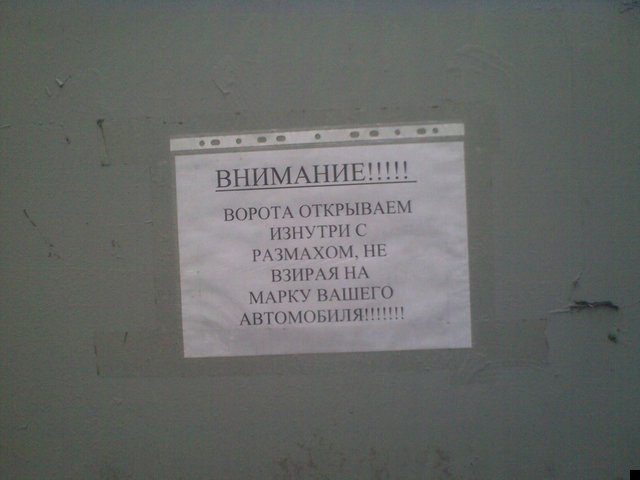 ВНИМАНИЕ!!!!!
ВОРОТА ОТКРЫВАЕМ
ИЗНУТРИ С
РАЗМАХОМ, НЕ
ВЗИРАЯ НА
МАРКУ ВАШЕГО
АВТОМОБИЛЯ!!!!!!!